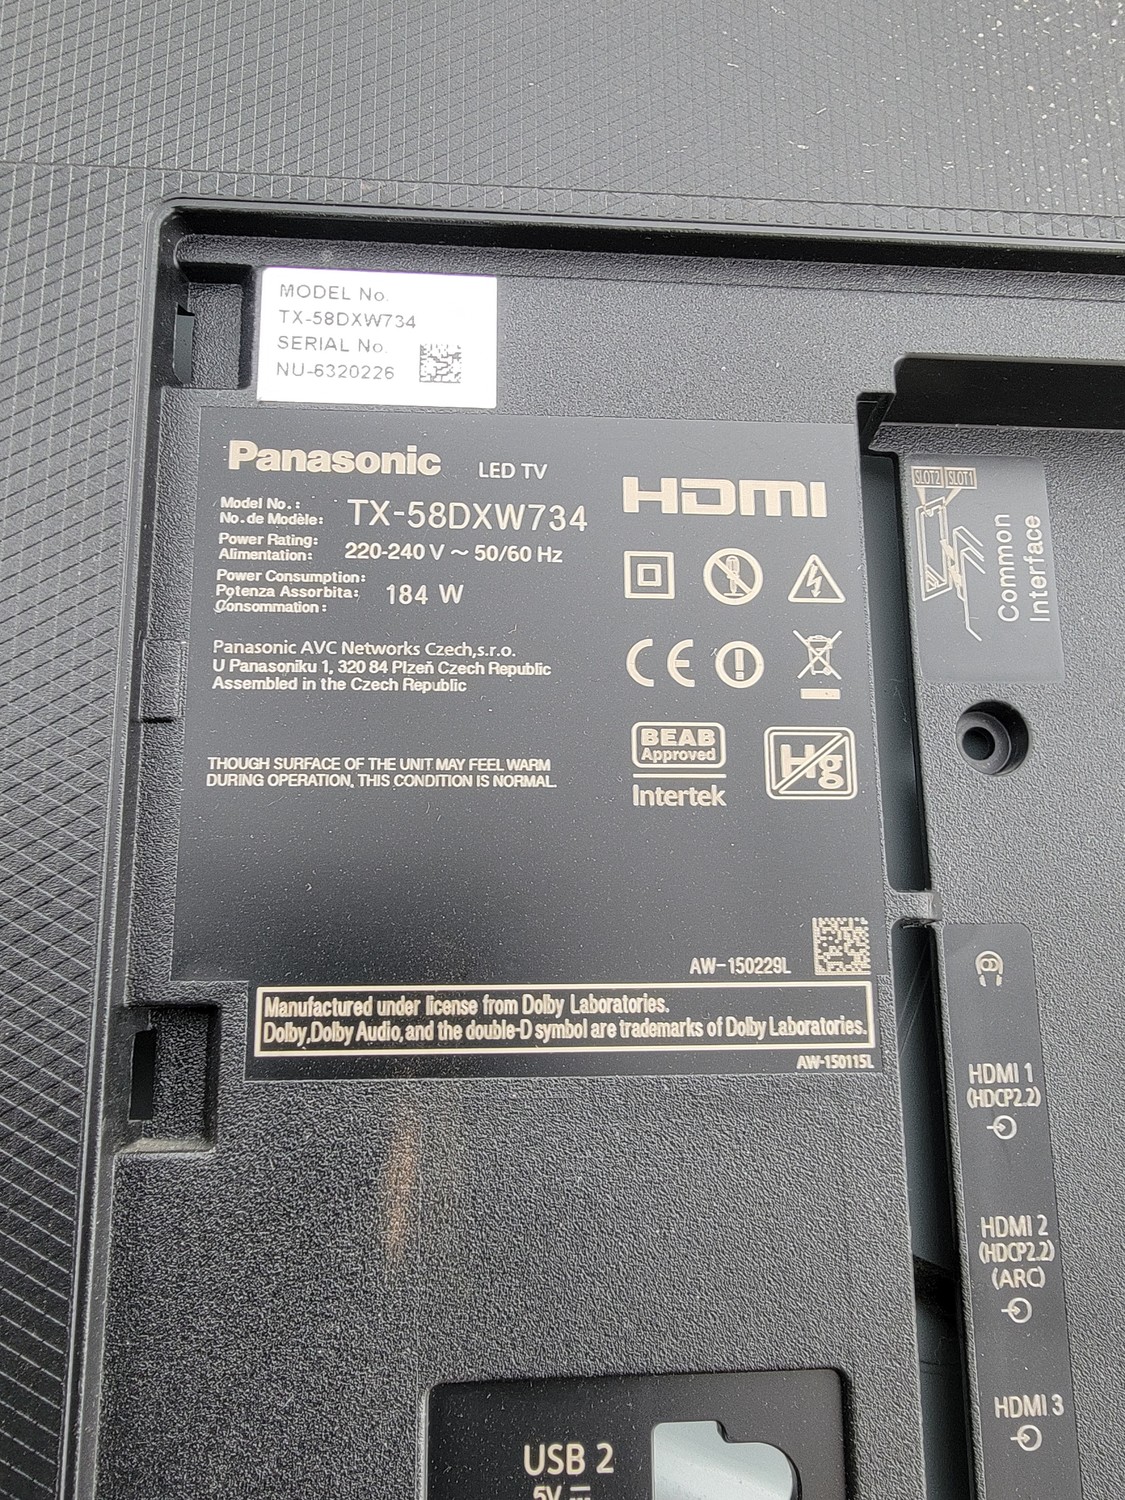 MODEL No.
TX-58DXW734
SERIAL No.
NU-6320226
Panasonic LED TV
HDMI
Model No.:
No. de Modèle: TX-58DXW734
Power Rating:
Alimentation: 220-240 V ~ 50/60 Hz
Power Consumption:
Potenza Assorbita: 184 W
Consommation:
Panasonic AVC Networks Czech,s.r.o.
U Panasoniku 1, 320 84 Plzeň Czech Republic
Assembled in the Czech Republic
CE
BEAB
Approved
Intertek
Hg
THOUGH SURFACE OF THE UNIT MAY FEEL WARM
DURING OPERATION, THIS CONDITION IS NORMAL.
AW-150229L
Manufactured under license from Dolby Laboratories.
Dolby,Dolby Audio, and the double-D symbol are trademarks of Dolby Laboratories.
AW-150115L
SLOT2 SLOT1
Common
Interface
HDMI 1
(HDCP2.2)
HDMI 2
(HDCP2.2)
(ARC)
HDMI 3
USB 2
5V